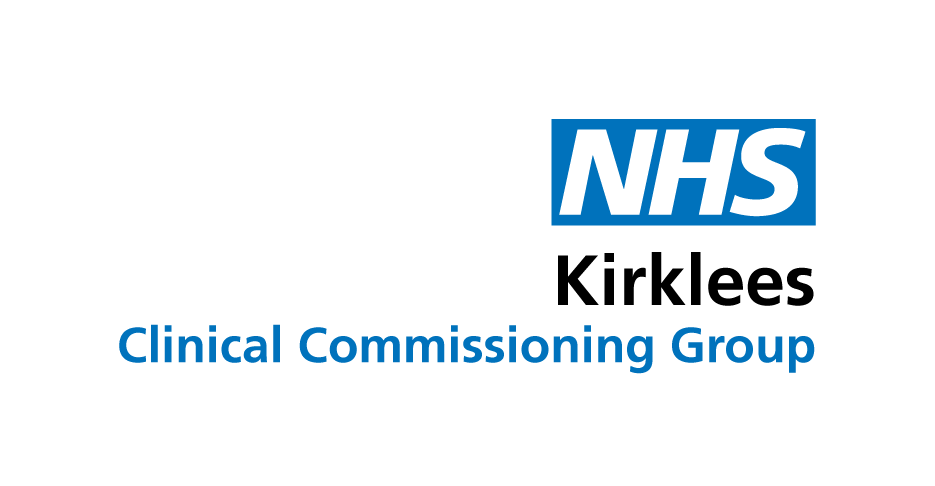 NHS
Kirklees
Clinical Commissioning Group